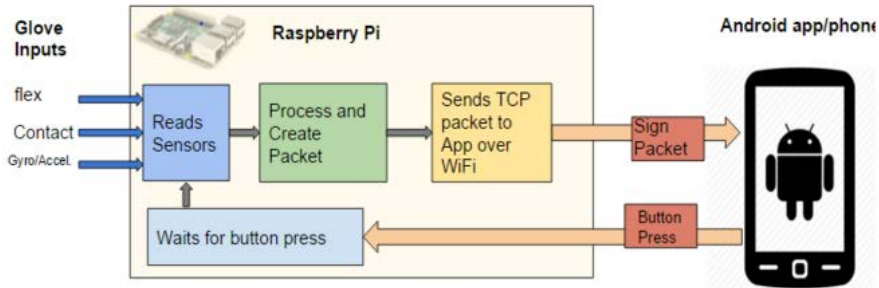 Glove
Inputs
Raspberry Pi
Android app/phone
flex
Contact
Gyro/Accel.
Reads
Sensors
Process and
Create
Packet
Sends TCP
packet to
App over
WiFi
Sign
Packet
Waits for button press
Button
Press